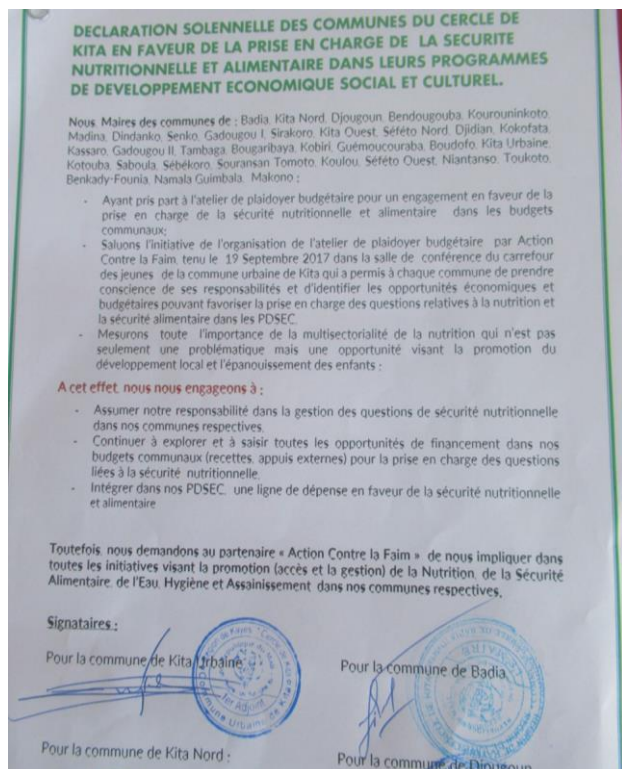 DECLARATION SOLENNELLE DES COMMUNES DU CERCLE DE
KITA EN FAVEUR DE LA PRISE EN CHARGE DE LA SECURITE
NUTRITIONNELLE ET ALIMENTAIRE DANS LEURS PROGRAMMES
DE DEVELOPPEMENT ECONOMIQUE SOCIAL ET CULTUREL.
Nous, Maires des communes de : Badia, Kita Nord, Djougoun, Bendougouba, Kourouninkoto,
Madina, Dindanko, Senko, Gadougou I, Sirakoro, Kita Ouest, Séféto Nord, Djidian, Kokofata,
Kassaro, Gadougou II, Tambaga, Bougaribaya, Kobiri, Guémoucouraba, Boudofo, Kita Urbaine,
Kotouba, Saboula, Sébékoro, Souransan Tomoto, Koulou, Séféto Ouest, Niantanso, Toukoto,
Benkady-Founia, Namala Guimbala, Makono ;
- Ayant pris part à l'atelier de plaidoyer budgétaire pour un engagement en faveur de la
prise en charge de la sécurité nutritionnelle et alimentaire dans les budgets
communaux;
- Saluons l'initiative de l'organisation de l'atelier de plaidoyer budgétaire par Action
Contre la Faim, tenu le 19 Septembre 2017 dans la salle de conférence du carrefour
des jeunes de la commune urbaine de Kita qui a permis à chaque commune de prendre
conscience de ses responsabilités et d'identifier les opportunités économiques et
budgétaires pouvant favoriser la prise en charge des questions relatives à la nutrition et
la sécurité alimentaire dans les PDSEC.
- Mesurons toute l'importance de la multisectorialité de la nutrition qui n'est pas
seulement une problématique mais une opportunité visant la promotion du
développement local et l'épanouissement des enfants ;
A cet effet, nous nous engageons à :
- Assumer notre responsabilité dans la gestion des questions de sécurité nutritionnelle
dans nos communes respectives.
- Continuer à explorer et à saisir toutes les opportunités de financement dans nos
budgets communaux (recettes, appuis externes) pour la prise en charge des questions
liées à la sécurité nutritionnelle.
- Intégrer dans nos PDSEC, une ligne de dépense en faveur de la sécurité nutritionnelle
et alimentaire
Toutefois, nous demandons au partenaire « Action Contre la Faim » de nous impliquer dans
toutes les initiatives visant la promotion (accès et la gestion) de la Nutrition, de la Sécurité
Alimentaire, de l'Eau, Hygiène et Assainissement dans nos communes respectives.
Signataires :
Pour la commune de Kita Urbaine
Pour la commune de Badia
1er Adjoint
Commune Urbaine de Kita
Pour la commune de Kita Nord :
Pour la commune de Djougoun